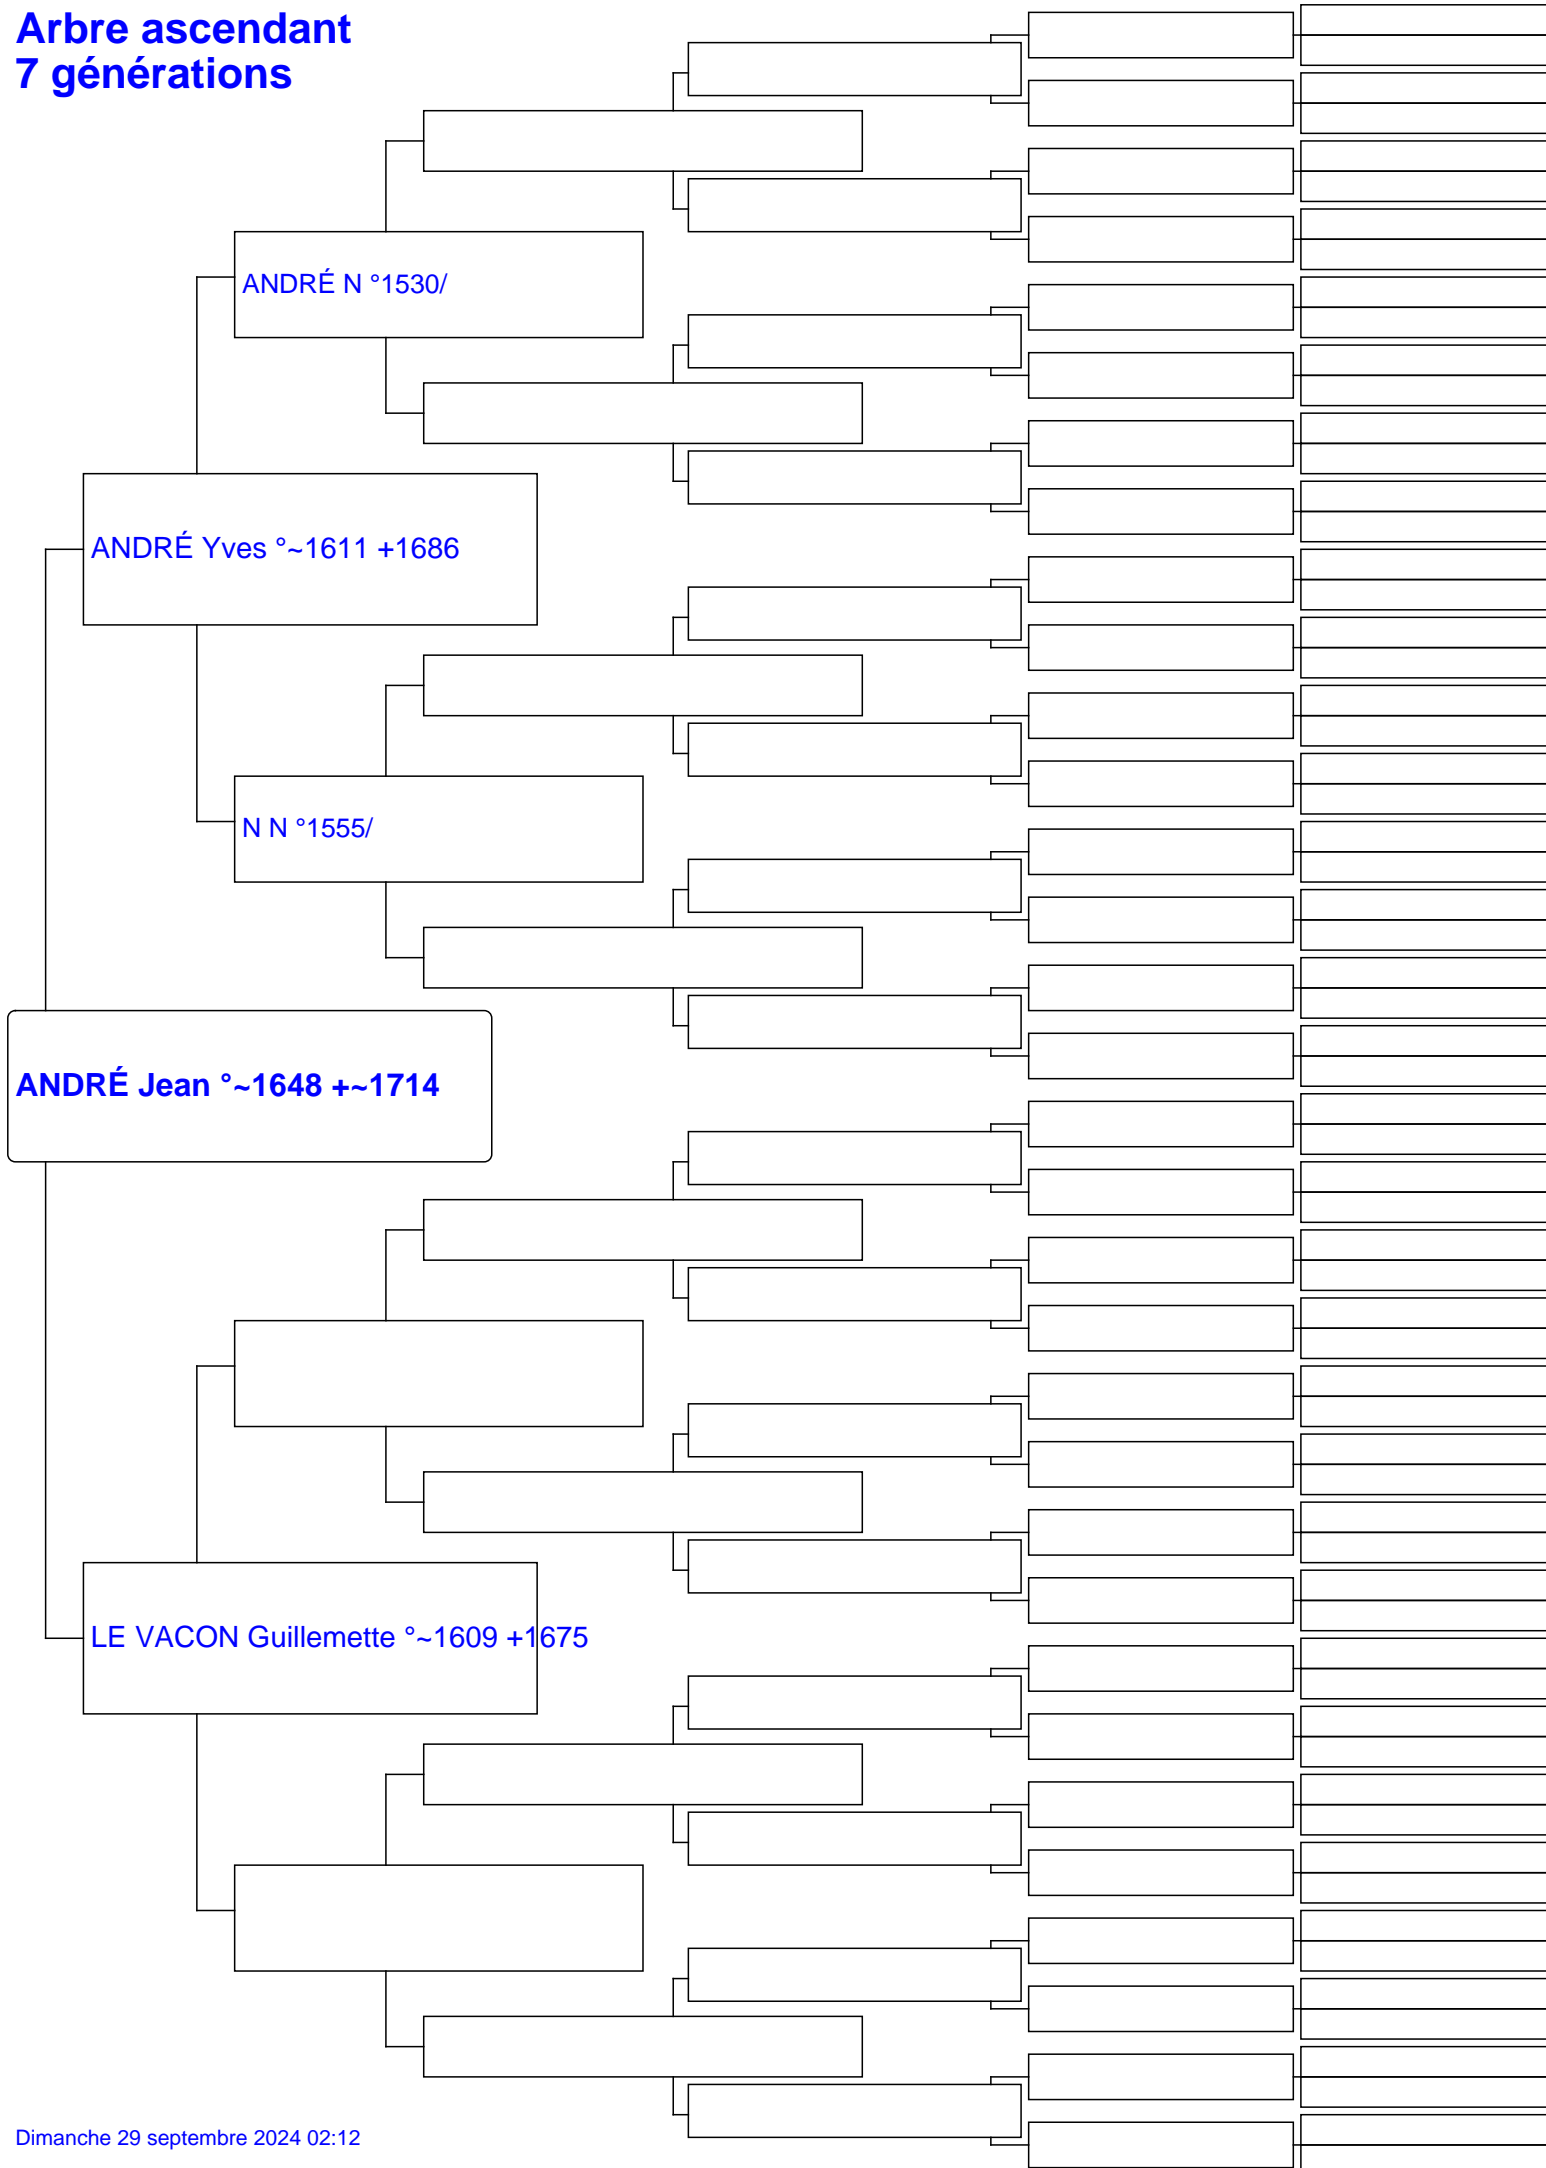 Arbre ascendant
7 générations
ANDRÉ N °1530/
ANDRÉ Yves °~1611 +1686
N N °1555/
ANDRÉ Jean °~1648 +~1714
LE VACON Guillemette °~1609 +1675
Dimanche 29 septembre 2024 02:12